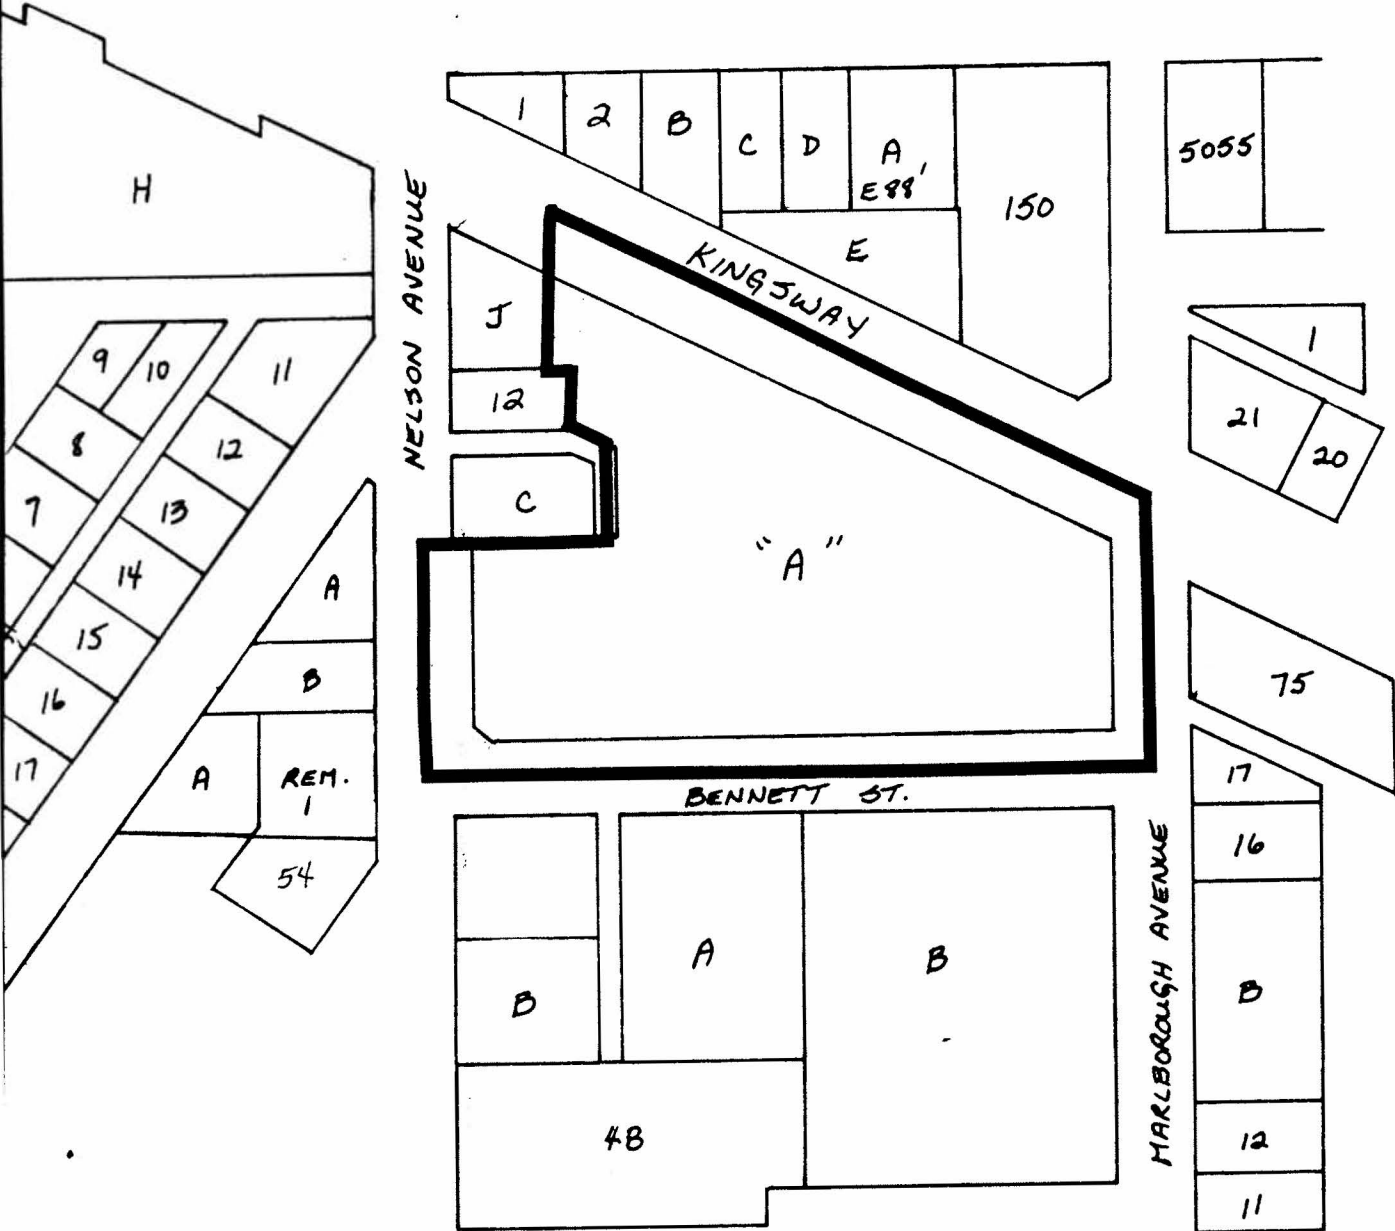 1
2
B
C
D
A
E88'
150
5055
H
NELSON AVENUE
KINGSWAY
E
J
12
C
"A"
1
21
20
75
9
10
11
8
12
7
13
14
15
16
17
A
B
A
REM.
1
54
BENNETT ST.
MARLBOROUGH AVENUE
17
16
B
12
11
A
B
B
48